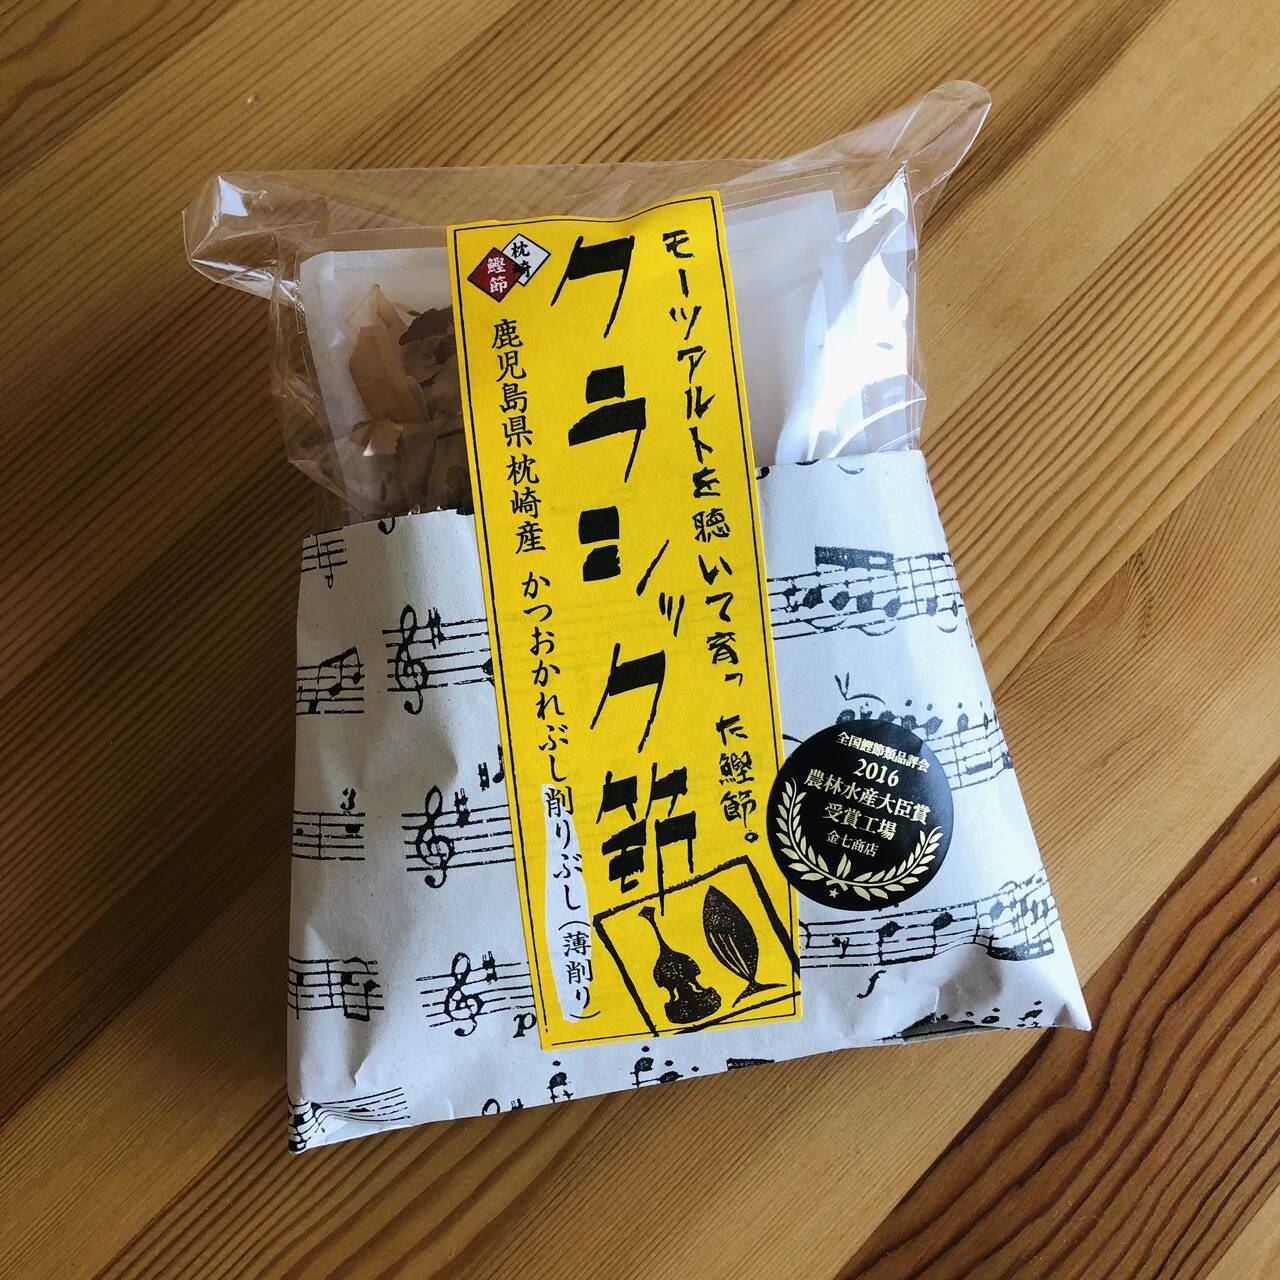 モーツアルトを聴いて育った鰹節。
クラシック節
枕崎
鰹節
鹿児島県枕崎産 かつおかれぶし削りぶし(薄削り)
全国鰹節類品評会
2016
農林水産大臣賞
受賞工場
金七商店